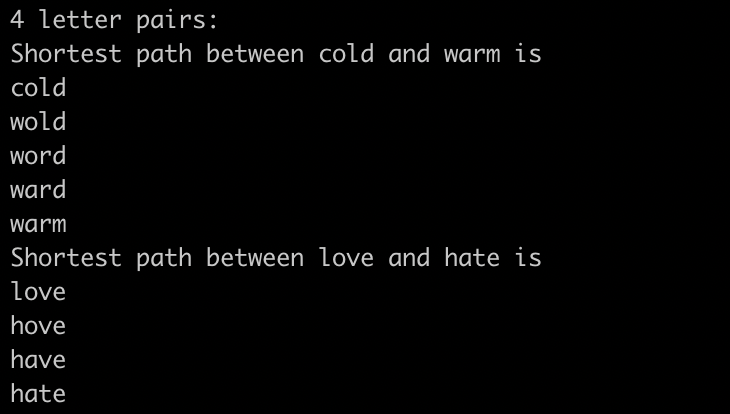 4 letter pairs:
Shortest path between cold and warm is
cold
wold
word
ward
warm
Shortest path between love and hate is
love
hove
have
hate